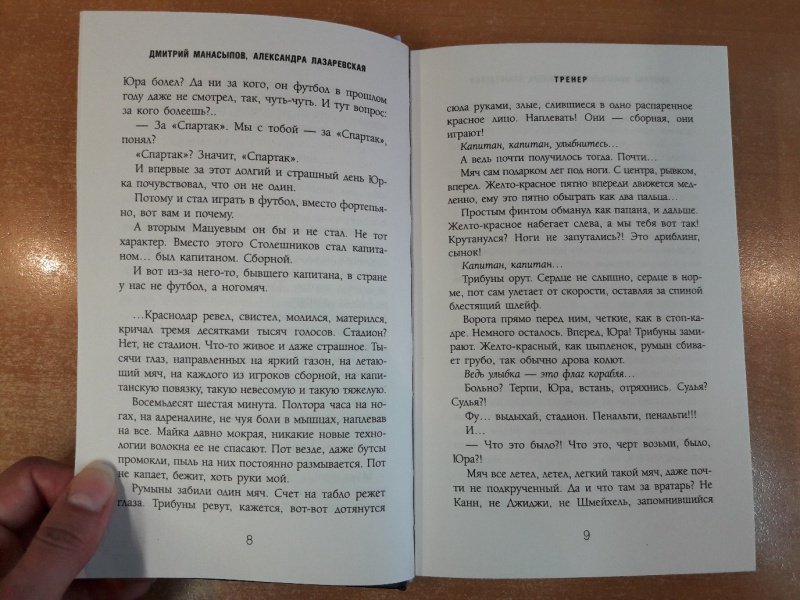 ДМИТРИЙ МАНАСЫПОВ, АЛЕКСАНДРА ЛАЗАРЕВСКАЯ
Юра болел? Да ни за кого, он футбол в прошлом
году даже не смотрел, так, чуть-чуть. И тут вопрос:
за кого болеешь?..
— За «Спартак». Мы с тобой — за «Спартак»,
понял?
«Спартак»? Значит, «Спартак».
И впервые за этот долгий и страшный день Юр-
ка почувствовал, что он не один.
Потому и стал играть в футбол, вместо фортепья-
но, вот вам и почему.
А вторым Мацуевым он бы и не стал. Не тот
характер. Вместо этого Столешников стал капита-
ном... был капитаном. Сборной.
И вот из-за него-то, бывшего капитана, в стране
у нас не футбол, а ногомяч.
...Краснодар ревел, свистел, молился, матерился,
кричал тремя десятками тысяч голосов. Стадион?
Нет, не стадион. Что-то живое и даже страшное. Ты-
сячи глаз, направленных на яркий газон, на летаю-
щий мяч, на каждого из игроков сборной, на капи-
танскую повязку, такую невесомую и такую тяжелую.
Восемьдесят шестая минута. Полтора часа на но-
гах, на адреналине, не чуя боли в мышцах, наплевав
на все. Майка давно мокрая, никакие новые техно-
логии волокна ее не спасают. Пот везде, даже бутсы
промокли, пыль на них постоянно размывается. Пот
не капает, бежит, хоть руки мой.
Румыны забили один мяч. Счет на табло режет
глаза. Трибуны ревут, кажется, вот-вот дотянутся
8
ТРЕНЕР
сюда руками, злые, слившиеся в одно распаренное
красное лицо. Наплевать! Они — сборная, они
играют!
Капитан, капитан, улыбнитесь...
А ведь почти получилось тогда. Почти...
Мяч сам подарком лег под ноги. С центра, рывком,
вперед. Желто-красное пятно впереди движется мед-
ленно, ему это пятно обыграть как два пальца...
Простым финтом обманул как папана, и дальше.
Желто-красное набегает слева, а мы тебя вот так!
Крутанулся? Ноги не запутались?! Это дриблинг,
сынок!
Капитан, капитан...
Трибуны орут. Сердце не слышно, сердце в нор-
ме, пот сам улетает от скорости, оставляя за спиной
блестящий шлейф.
Ворота прямо перед ним, четкие, как в стоп-ка-
дре. Немного осталось. Вперед, Юра! Трибуны зами-
рают. Желто-красный, как цыпленок, румын сбива-
ет грубо, так обычно дрова колют.
Ведь улыбка — это флаг корабля...
Больно? Терпи, Юра, встань, отряхнись. Судья?
Судья?!
Фу... выдыхай, стадион. Пенальти, пенальти!!!
И...
— Что это было?! Что это, черт возьми, было,
Юра?!
Мяч все летел, летел, легкий такой мяч, даже поч-
ти не подкрученный. Да и что там за вратарь? Не
Канн, не Джиджи, не Шмейхель, запомнившийся
9